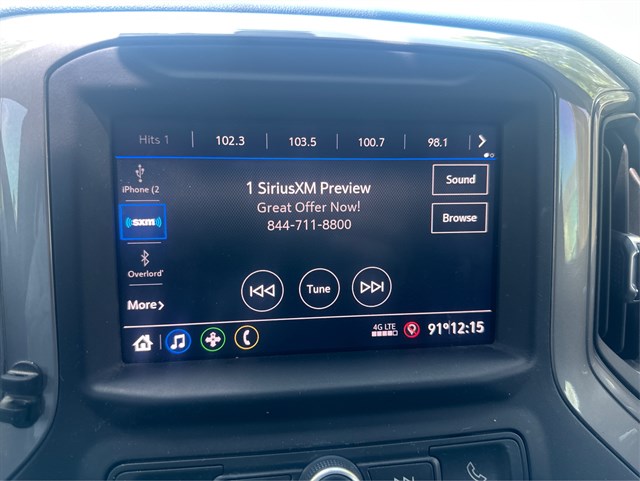 Hits 1 102.3 103.5 100.7 98.1
iPhone (2
1 SiriusXM Preview
Great Offer Now!
844-711-8800
Sound
Browse
sxm
Overlord'
More
Tune
4G LTE
91° 12:15